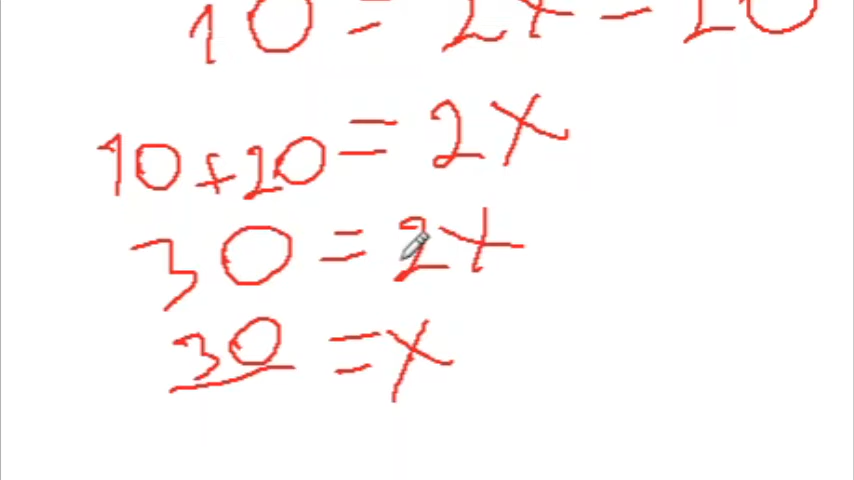 10 = 2x - 20
10 + 20 = 2x
30 = 2x
30 = x